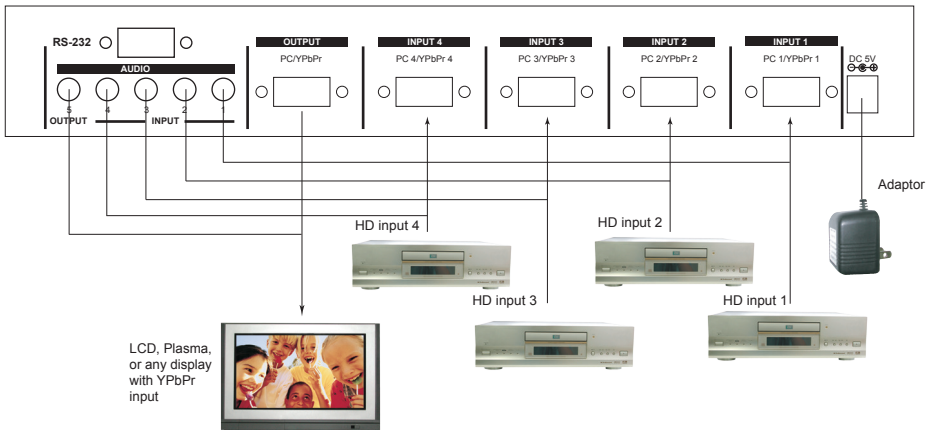 RS-232
AUDIO
5
4
3
2
1
OUTPUT
INPUT
OUTPUT
PC/YPbPr
INPUT 4
PC 4/YPbPr 4
INPUT 3
PC 3/YPbPr 3
INPUT 2
PC 2/YPbPr 2
INPUT 1
PC 1/YPbPr 1
DC 5V
Adaptor
HD input 4
HD input 2
HD input 3
HD input 1
LCD, Plasma,
or any display
with YPbPr
input